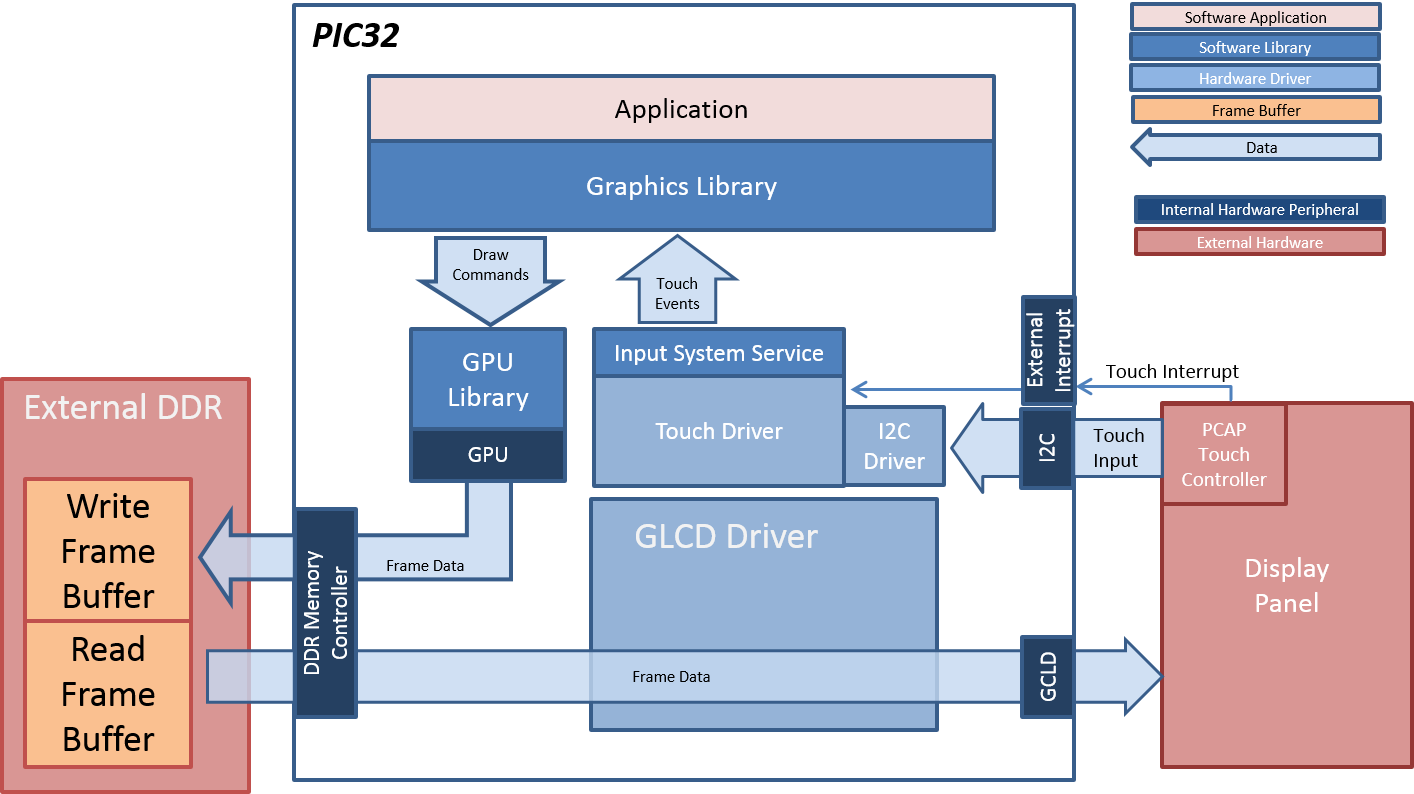 PIC32
Software Application
Software Library
Hardware Driver
Frame Buffer
Data
Internal Hardware Peripheral
External Hardware
Application
Graphics Library
Draw
Commands
Touch
Events
GPU
Library
GPU
Input System Service
Touch Driver
I2C
Driver
External
Interrupt
Touch Interrupt
I2C
Touch
Input
PCAP
Touch
Controller
Display
Panel
External DDR
Write
Frame
Buffer
Read
Frame
Buffer
DDR Memory
Controller
Frame Data
GLCD Driver
Frame Data
GCLD